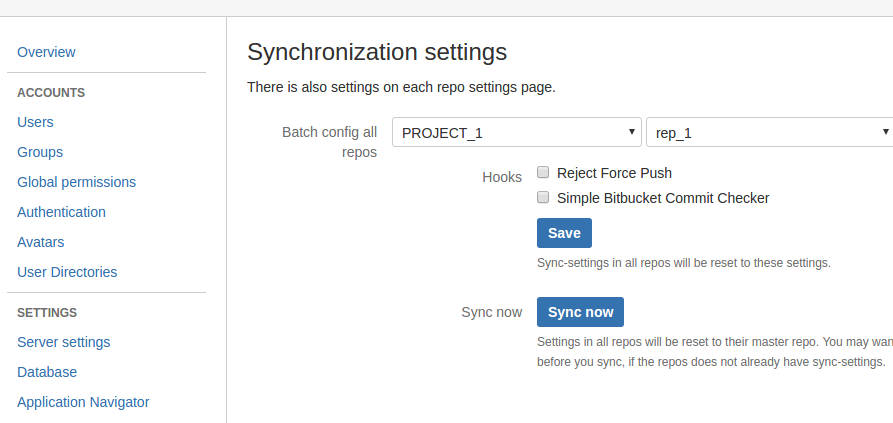 Overview
ACCOUNTS
Users
Groups
Global permissions
Authentication
Avatars
User Directories
SETTINGS
Server settings
Database
Application Navigator
Synchronization settings
There is also settings on each repo settings page.
Batch config all
repos
PROJECT_1
rep_1
Hooks
Reject Force Push
Simple Bitbucket Commit Checker
Save
Sync-settings in all repos will be reset to these settings.
Sync now
Sync now
Settings in all repos will be reset to their master repo. You may wan
before you sync, if the repos does not already have sync-settings.